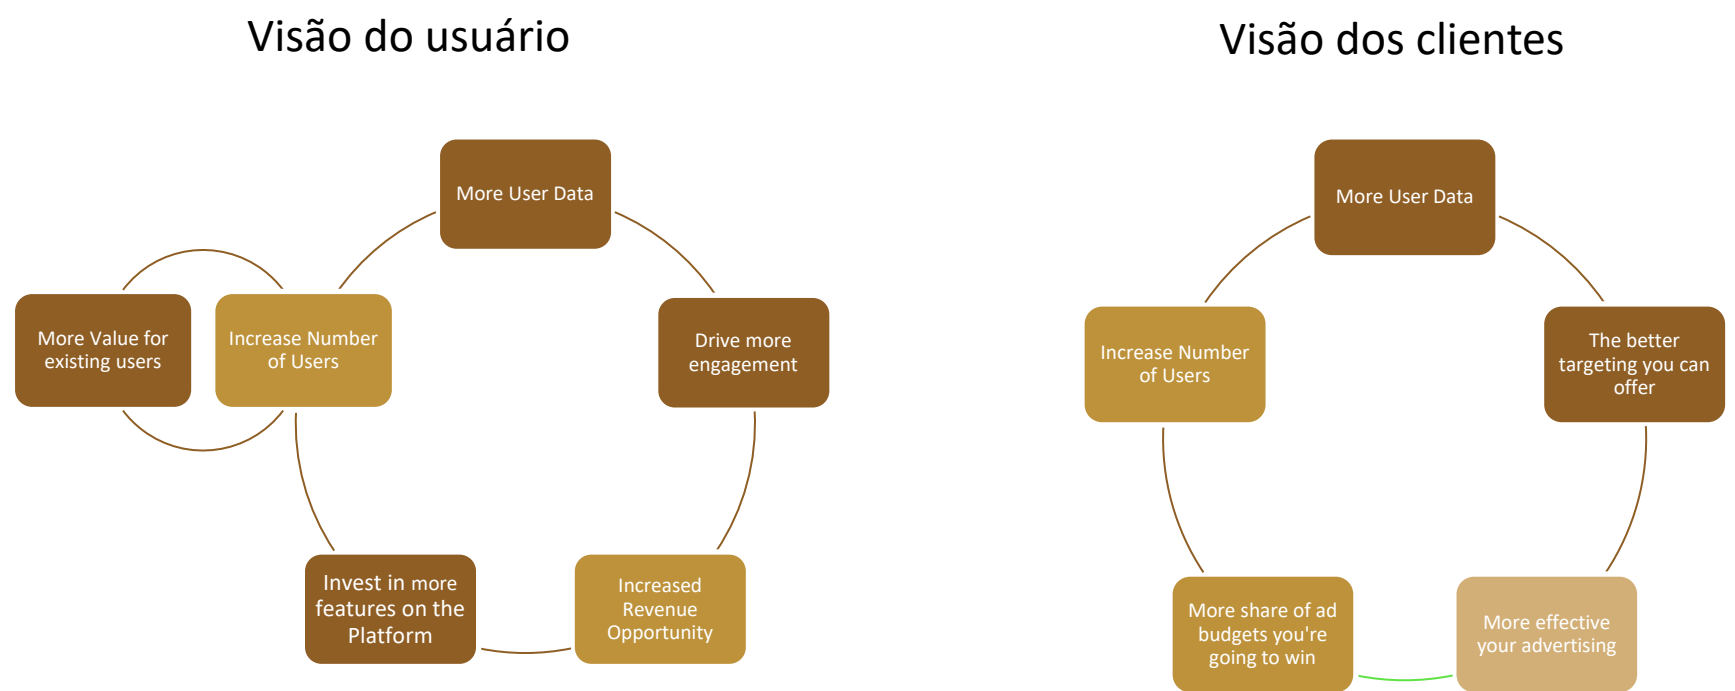 Visão do usuário
More User Data
More Value for
existing users
Increase Number
of Users
Drive more
engagement
Invest in more
features on the
Platform
Increased
Revenue
Opportunity
Visão dos clientes
More User Data
Increase Number
of Users
The better
targeting you can
offer
More share of ad
budgets you're
going to win
More effective
your advertising